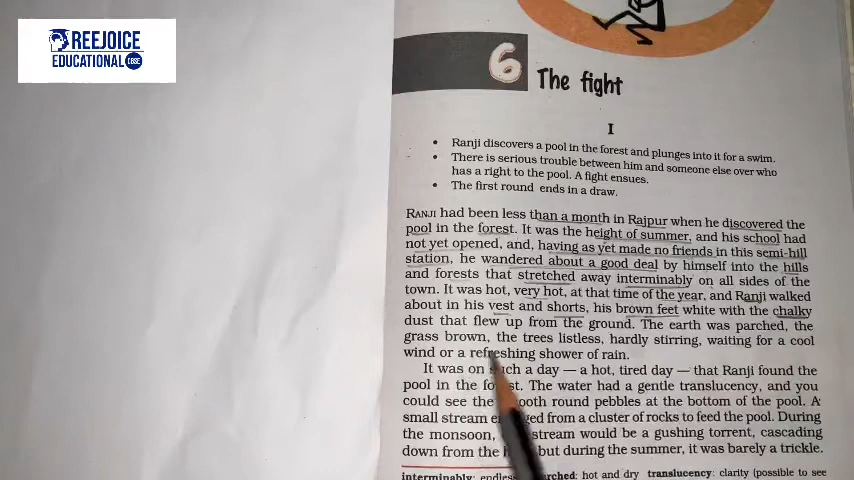 REEJOICE
EDUCATIONAL CBSE
6
The fight
I
• Ranji discovers a pool in the forest and plunges into it for a swim.
• There is serious trouble between him and someone else over who
has a right to the pool. A fight ensues.
• The first round ends in a draw.
RANJI had been less than a month in Rajpur when he discovered the
pool in the forest. It was the height of summer, and his school had
not yet opened, and, having as yet made no friends in this semi-hill
station, he wandered about a good deal by himself into the hills
and forests that stretched away interminably on all sides of the
town. It was hot, very hot, at that time of the year, and Ranji walked
about in his vest and shorts, his brown feet white with the chalky
dust that flew up from the ground. The earth was parched, the
grass brown, the trees listless, hardly stirring, waiting for a cool
wind or a refreshing shower of rain.
It was on such a day — a hot, tired day — that Ranji found the
pool in the st. The water had a gentle translucency, and you
could see the ooth round pebbles at the bottom of the pool. A
small stream ged from a cluster of rocks to feed the pool. During
the monsoon, stream would be a gushing torrent, cascading
down from the but during the summer, it was barely a trickle.
interminably: endless rched: hot and dry translucency: clarity (possible to see